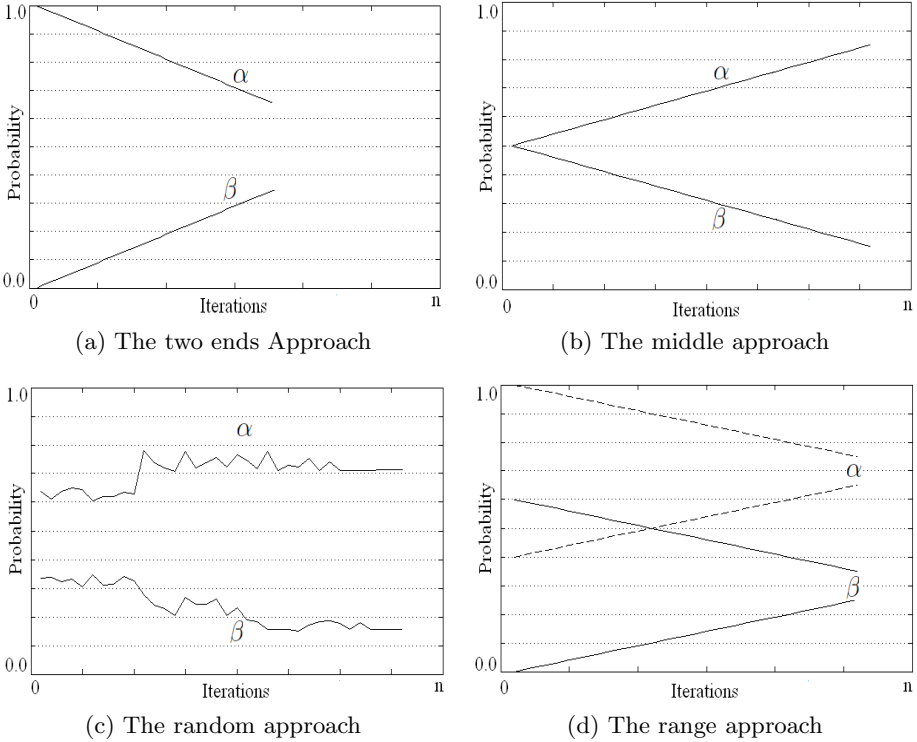 1.0
α
Probability
β
0.0
0
Iterations
n
(a) The two ends Approach
1.0
α
Probability
β
0.0
0
Iterations
n
(b) The middle approach
1.0
α
Probability
β
0.0
0
Iterations
n
(c) The random approach
1.0
α
Probability
β
0.0
0
Iterations
n
(d) The range approach